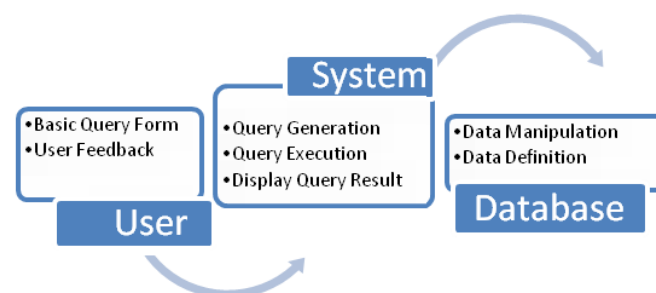 •Basic Query Form
•User Feedback
User
System
•Query Generation
•Query Execution
•Display Query Result
•Data Manipulation
•Data Definition
Database